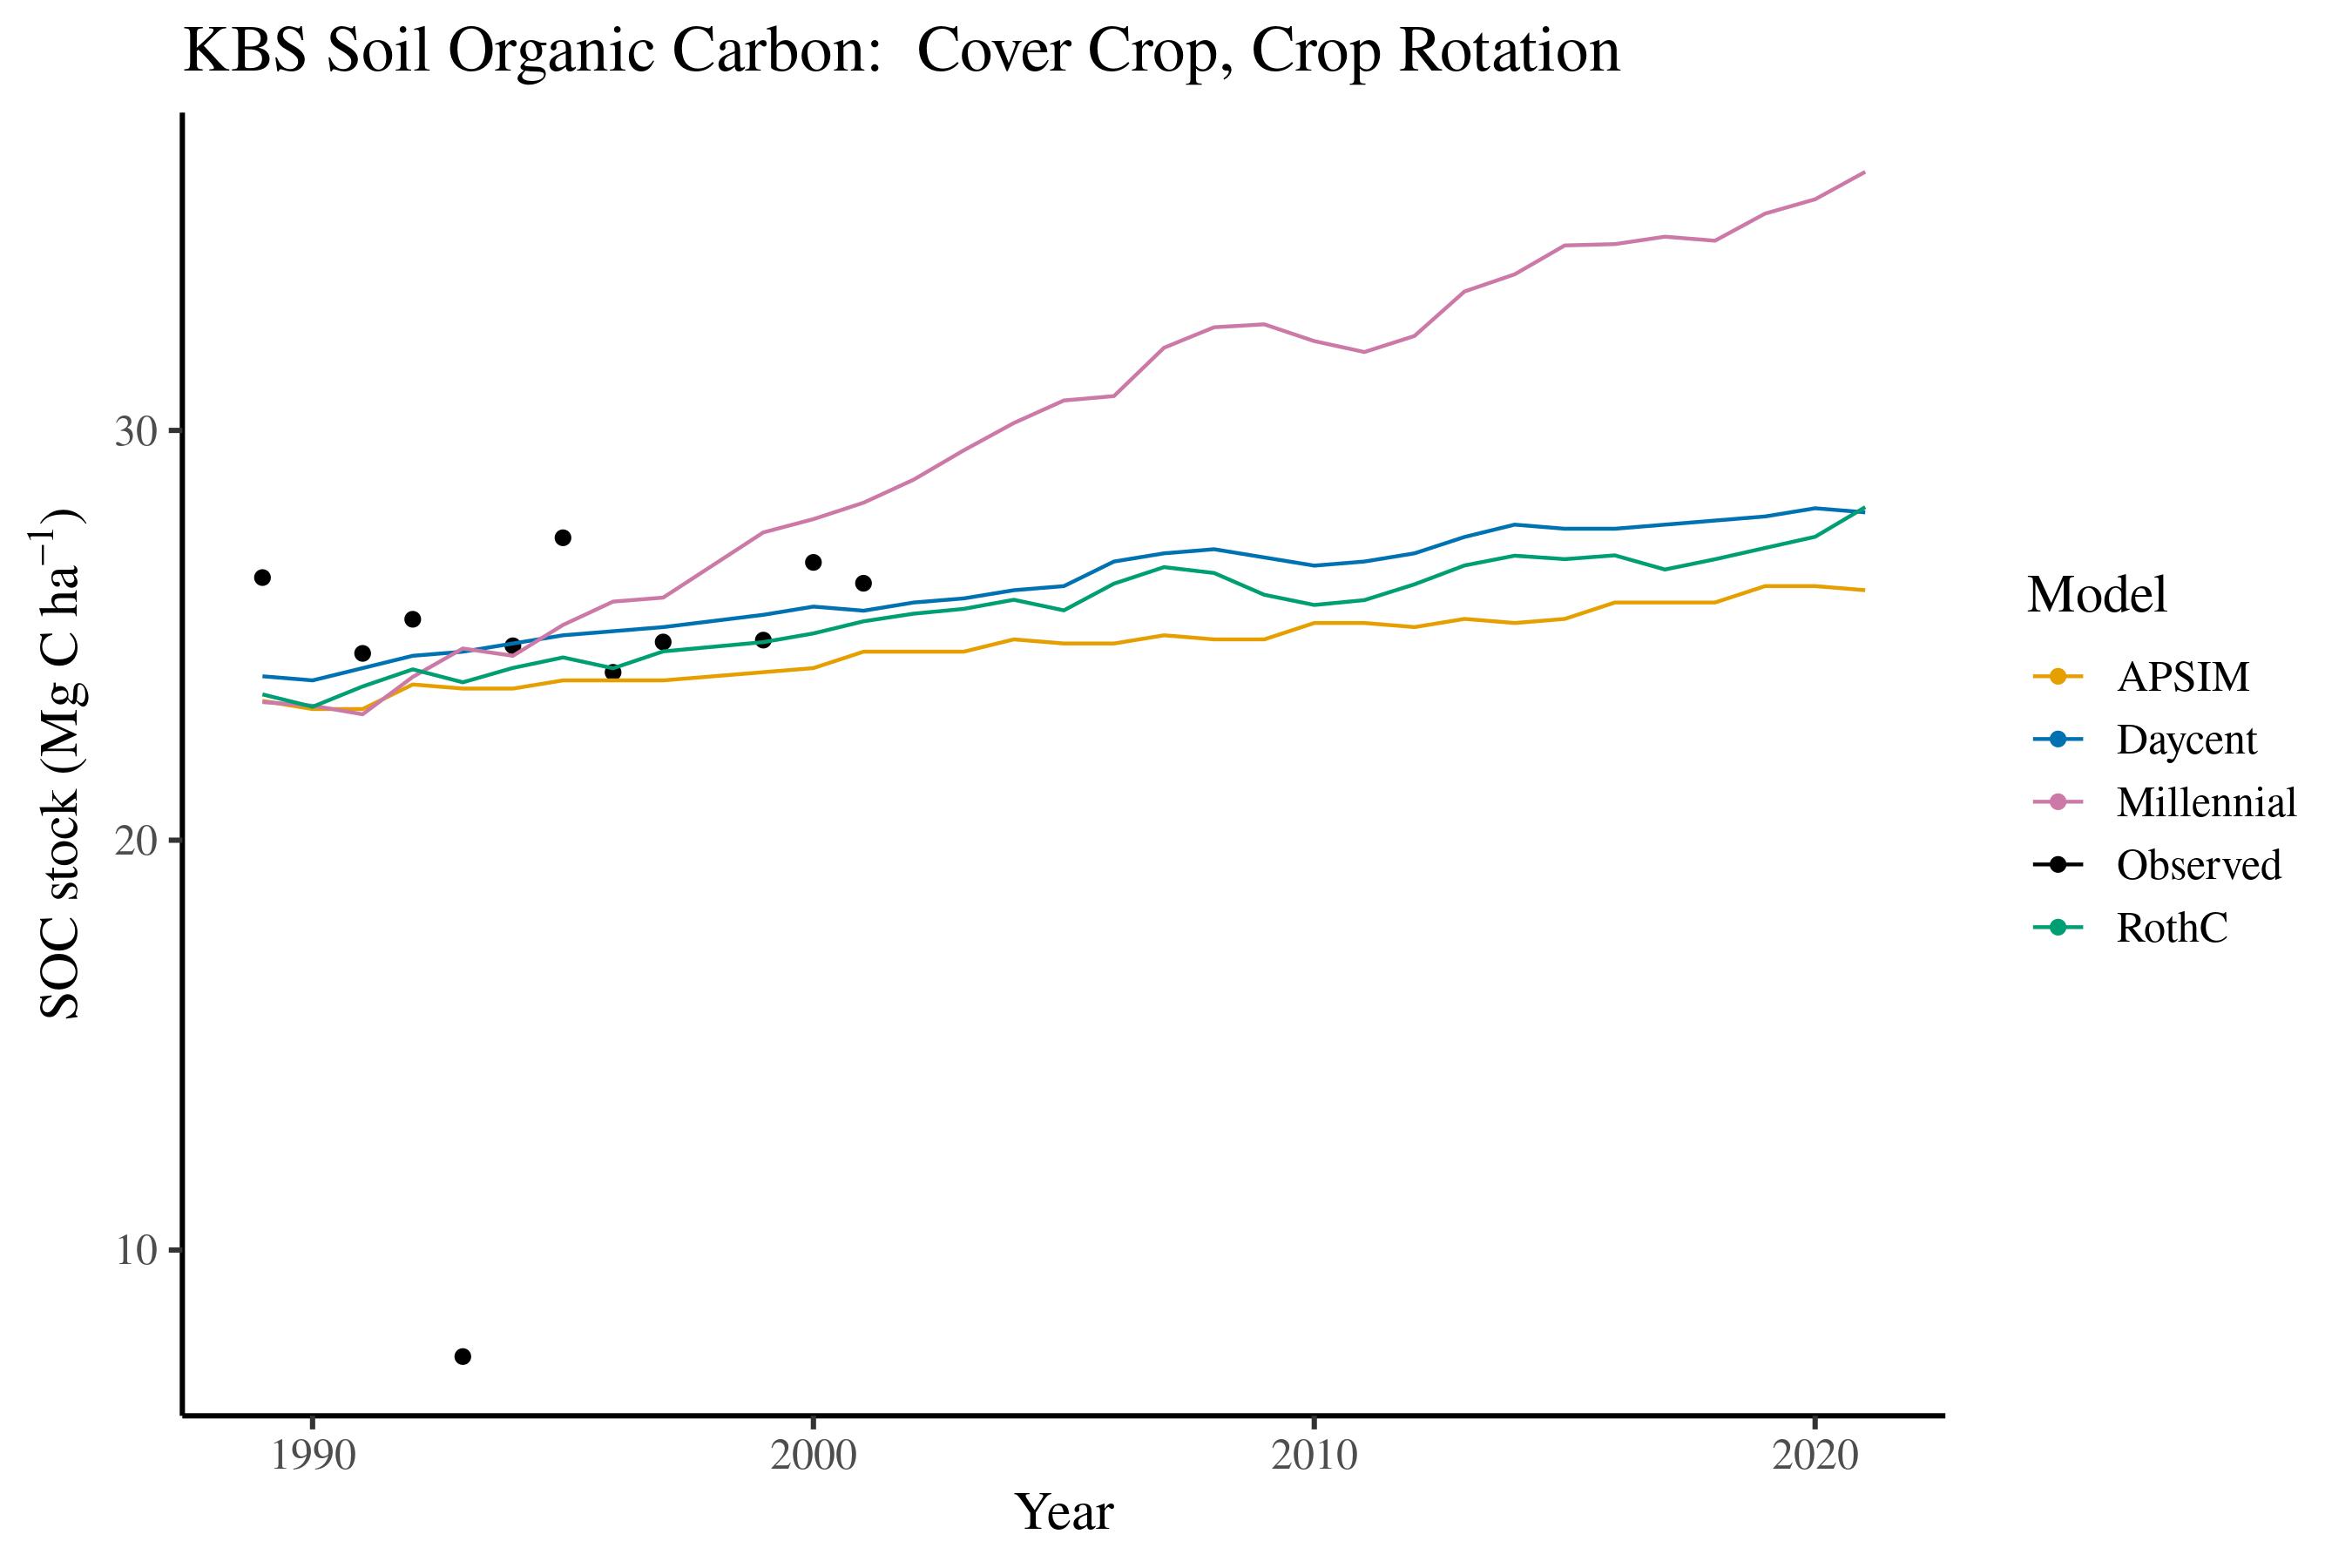 KBS Soil Organic Carbon:  Cover Crop, Crop Rotation
SOC stock (Mg C ha⁻¹)
30
20
10
1990
2000
2010
2020
Year
Model
APSIM
Daycent
Millennial
Observed
RothC